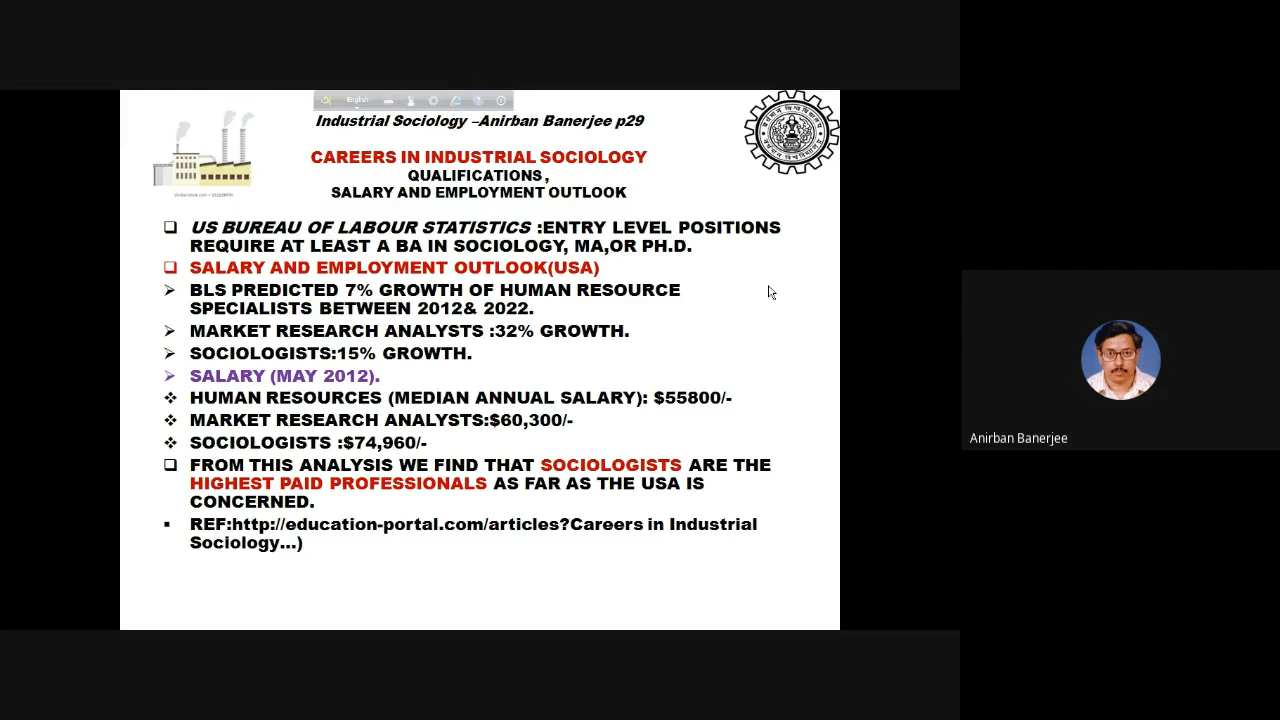 English
Industrial Sociology –Anirban Banerjee p29
CAREERS IN INDUSTRIAL SOCIOLOGY
QUALIFICATIONS ,
SALARY AND EMPLOYMENT OUTLOOK
US BUREAU OF LABOUR STATISTICS :ENTRY LEVEL POSITIONS
REQUIRE AT LEAST A BA IN SOCIOLOGY, MA,OR PH.D.
SALARY AND EMPLOYMENT OUTLOOK(USA)
BLS PREDICTED 7% GROWTH OF HUMAN RESOURCE
SPECIALISTS BETWEEN 2012& 2022.
MARKET RESEARCH ANALYSTS :32% GROWTH.
SOCIOLOGISTS:15% GROWTH.
SALARY (MAY 2012).
HUMAN RESOURCES (MEDIAN ANNUAL SALARY): $55800/-
MARKET RESEARCH ANALYSTS:$60,300/-
SOCIOLOGISTS :$74,960/-
FROM THIS ANALYSIS WE FIND THAT SOCIOLOGISTS ARE THE
HIGHEST PAID PROFESSIONALS AS FAR AS THE USA IS
CONCERNED.
REF:http://education-portal.com/articles?Careers in Industrial
Sociology...)
Anirban Banerjee